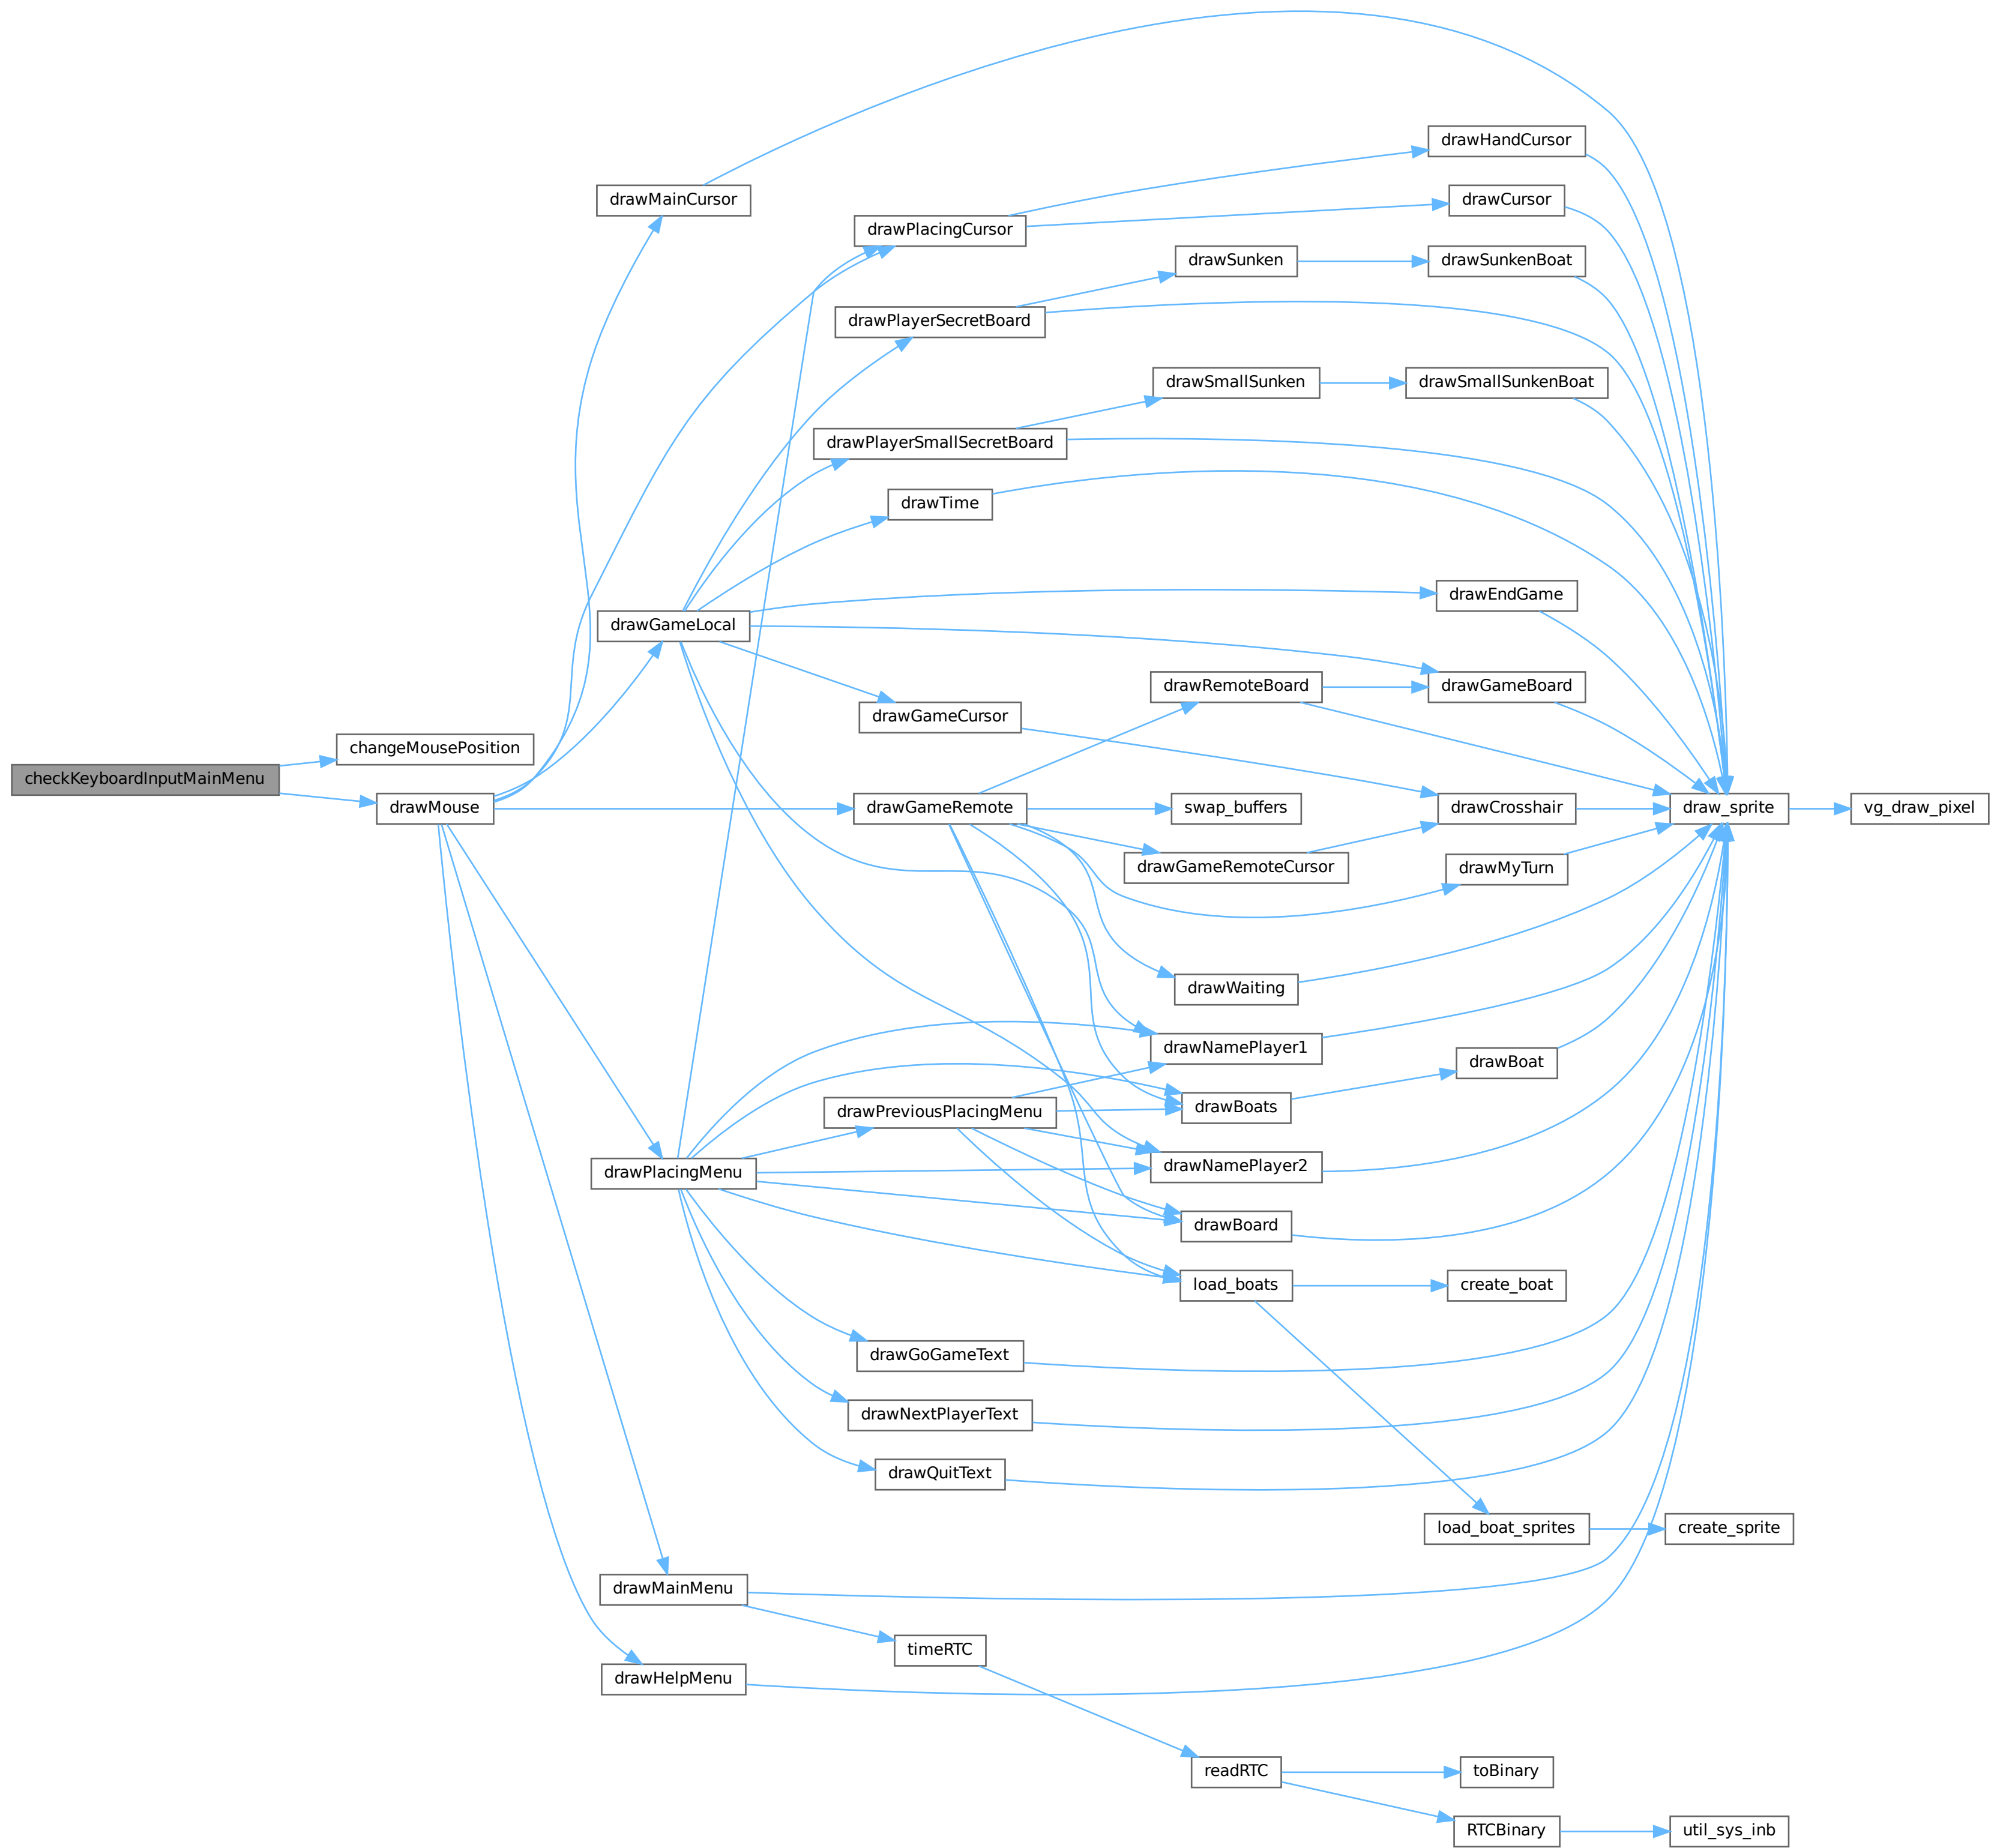 drawHandCursor
drawMainCursor
drawCursor
drawPlacingCursor
drawSunken
drawSunkenBoat
drawPlayerSecretBoard
drawSmallSunken
drawSmallSunkenBoat
drawPlayerSmallSecretBoard
drawTime
drawEndGame
drawGameLocal
drawRemoteBoard
drawGameBoard
drawGameCursor
changeMousePosition
checkKeyboardInputMainMenu
drawMouse
drawGameRemote
swap_buffers
drawCrosshair
draw_sprite
vg_draw_pixel
drawGameRemoteCursor
drawMyTurn
drawWaiting
drawNamePlayer1
drawBoat
drawPreviousPlacingMenu
drawBoats
drawPlacingMenu
drawNamePlayer2
drawBoard
load_boats
create_boat
drawGoGameText
drawNextPlayerText
drawQuitText
load_boat_sprites
create_sprite
drawMainMenu
timeRTC
drawHelpMenu
readRTC
toBinary
RTCBinary
util_sys_inb